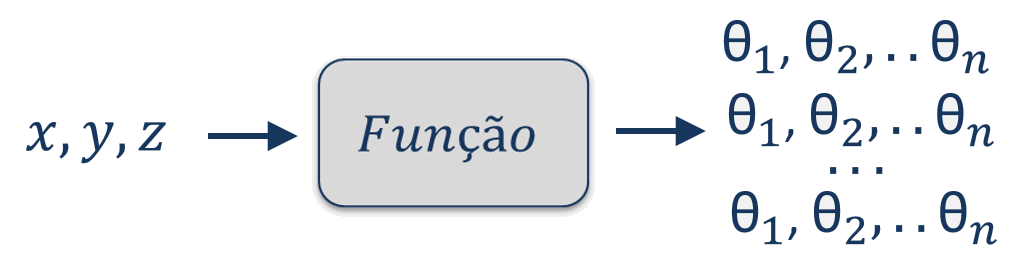 x, y, z
Função
θ₁, θ₂, . . θₙ
θ₁, θ₂, . . θₙ
. . .
θ₁, θ₂, . . θₙ